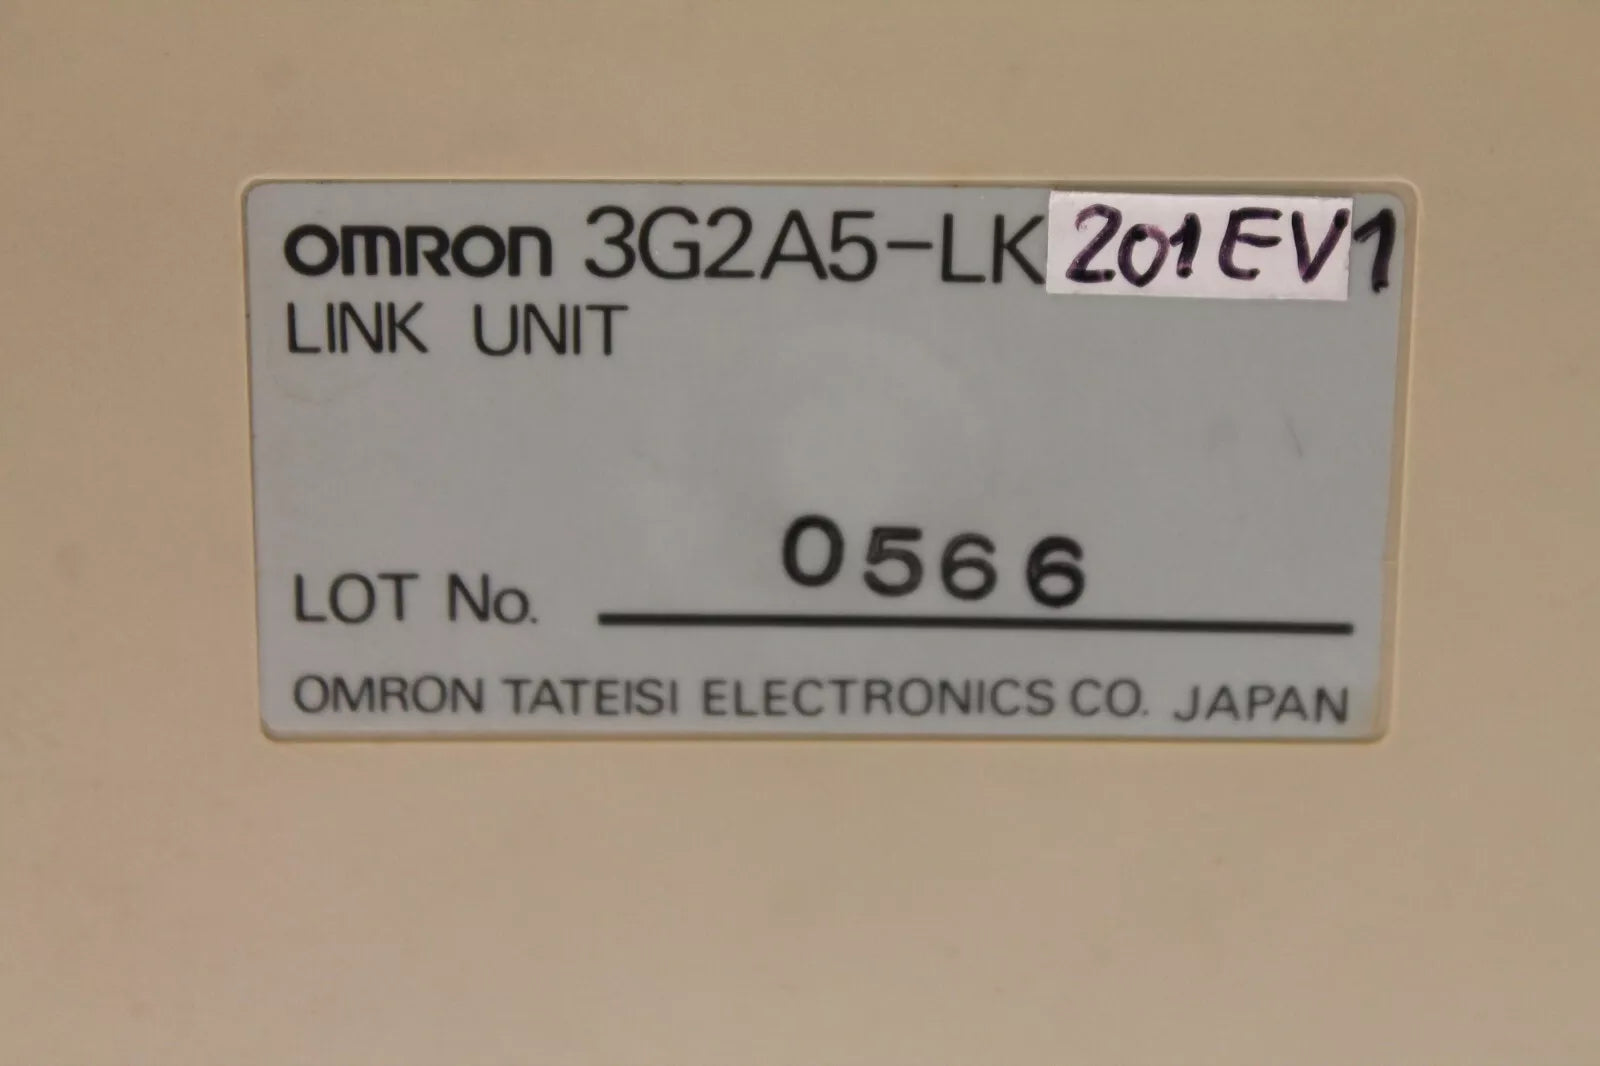 omRon 3G2A5-LK201EV1
LINK UNIT
LOT No. 0566
OMRON TATEISI ELECTRONICS CO. JAPAN